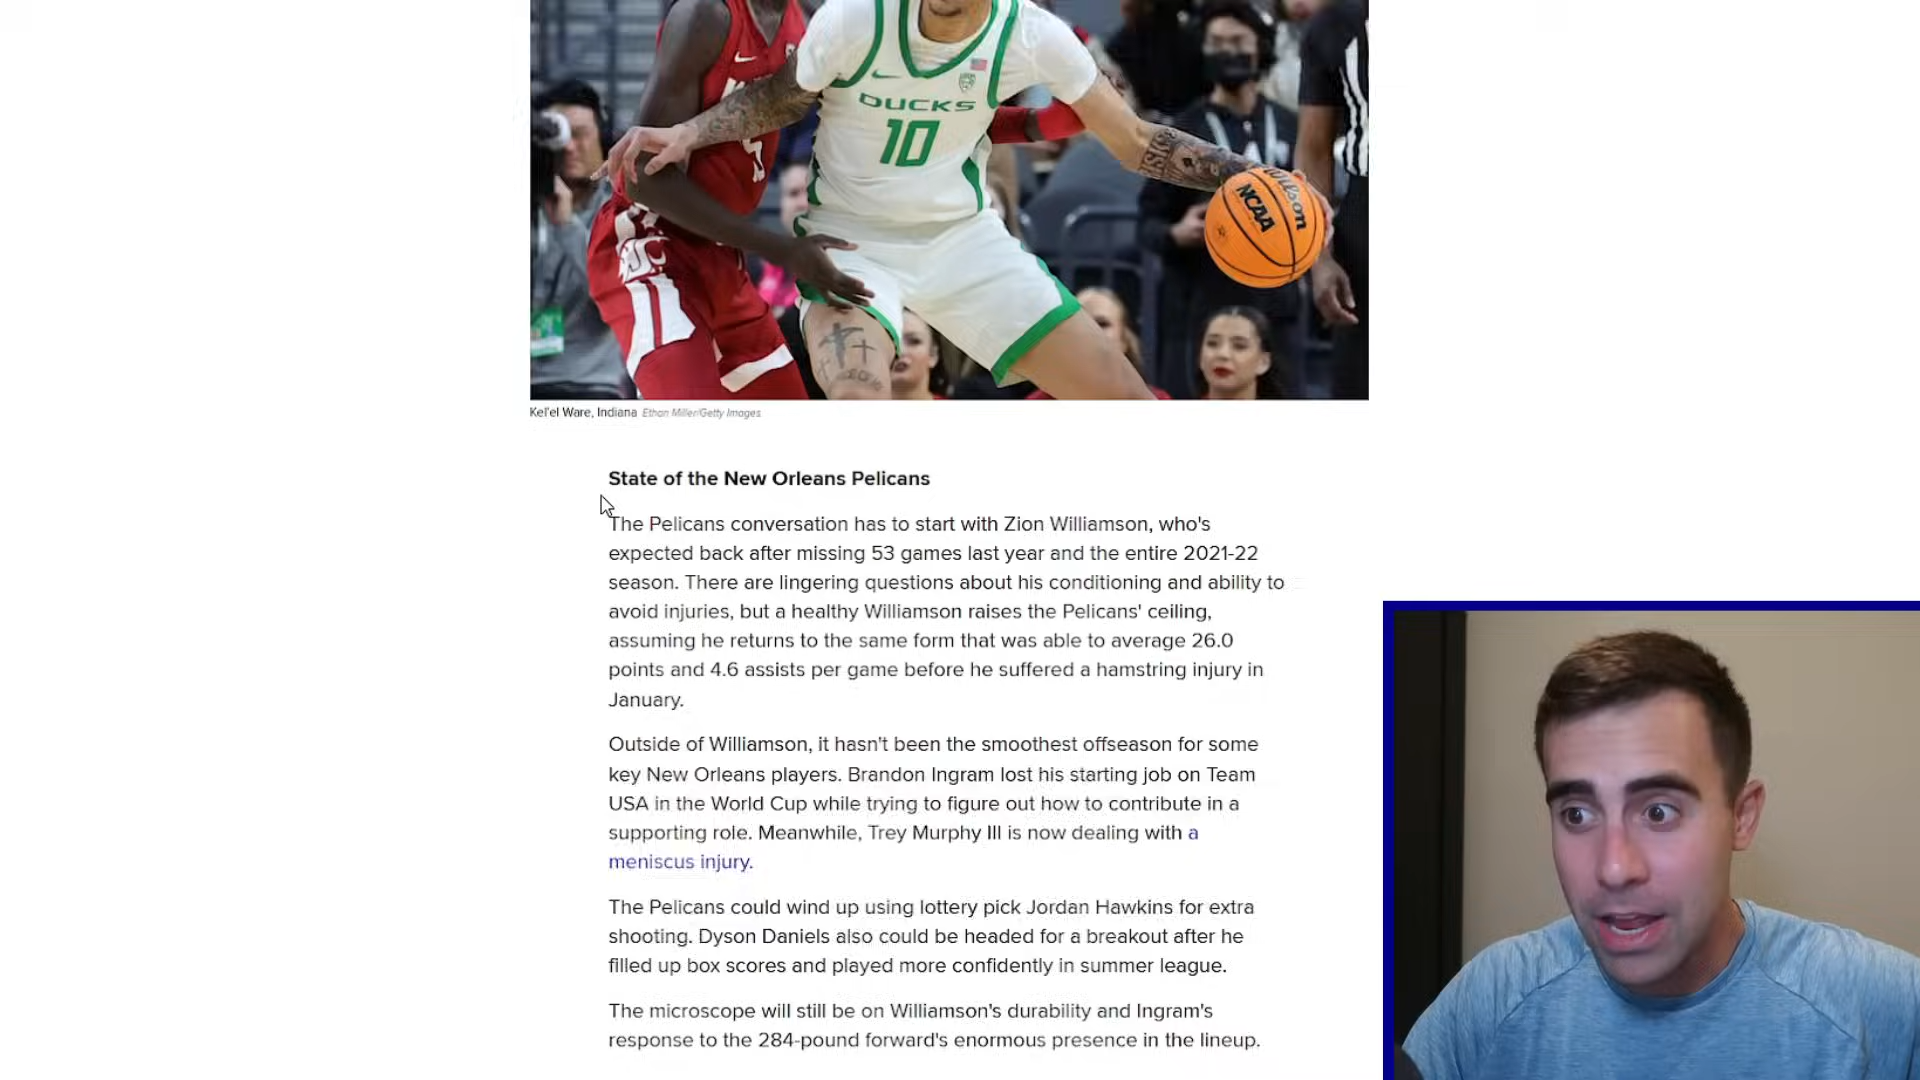 DUCKS
10
5
Wilson
NCAA
Kel'el Ware, Indiana Ethan Miller/Getty Images
State of the New Orleans Pelicans
The Pelicans conversation has to start with Zion Williamson, who's
expected back after missing 53 games last year and the entire 2021-22
season. There are lingering questions about his conditioning and ability to
avoid injuries, but a healthy Williamson raises the Pelicans' ceiling,
assuming he returns to the same form that was able to average 26.0
points and 4.6 assists per game before he suffered a hamstring injury in
January.
Outside of Williamson, it hasn't been the smoothest offseason for some
key New Orleans players. Brandon Ingram lost his starting job on Team
USA in the World Cup while trying to figure out how to contribute in a
supporting role. Meanwhile, Trey Murphy III is now dealing with a
meniscus injury.
The Pelicans could wind up using lottery pick Jordan Hawkins for extra
shooting. Dyson Daniels also could be headed for a breakout after he
filled up box scores and played more confidently in summer league.
The microscope will still be on Williamson's durability and Ingram's
response to the 284-pound forward's enormous presence in the lineup.